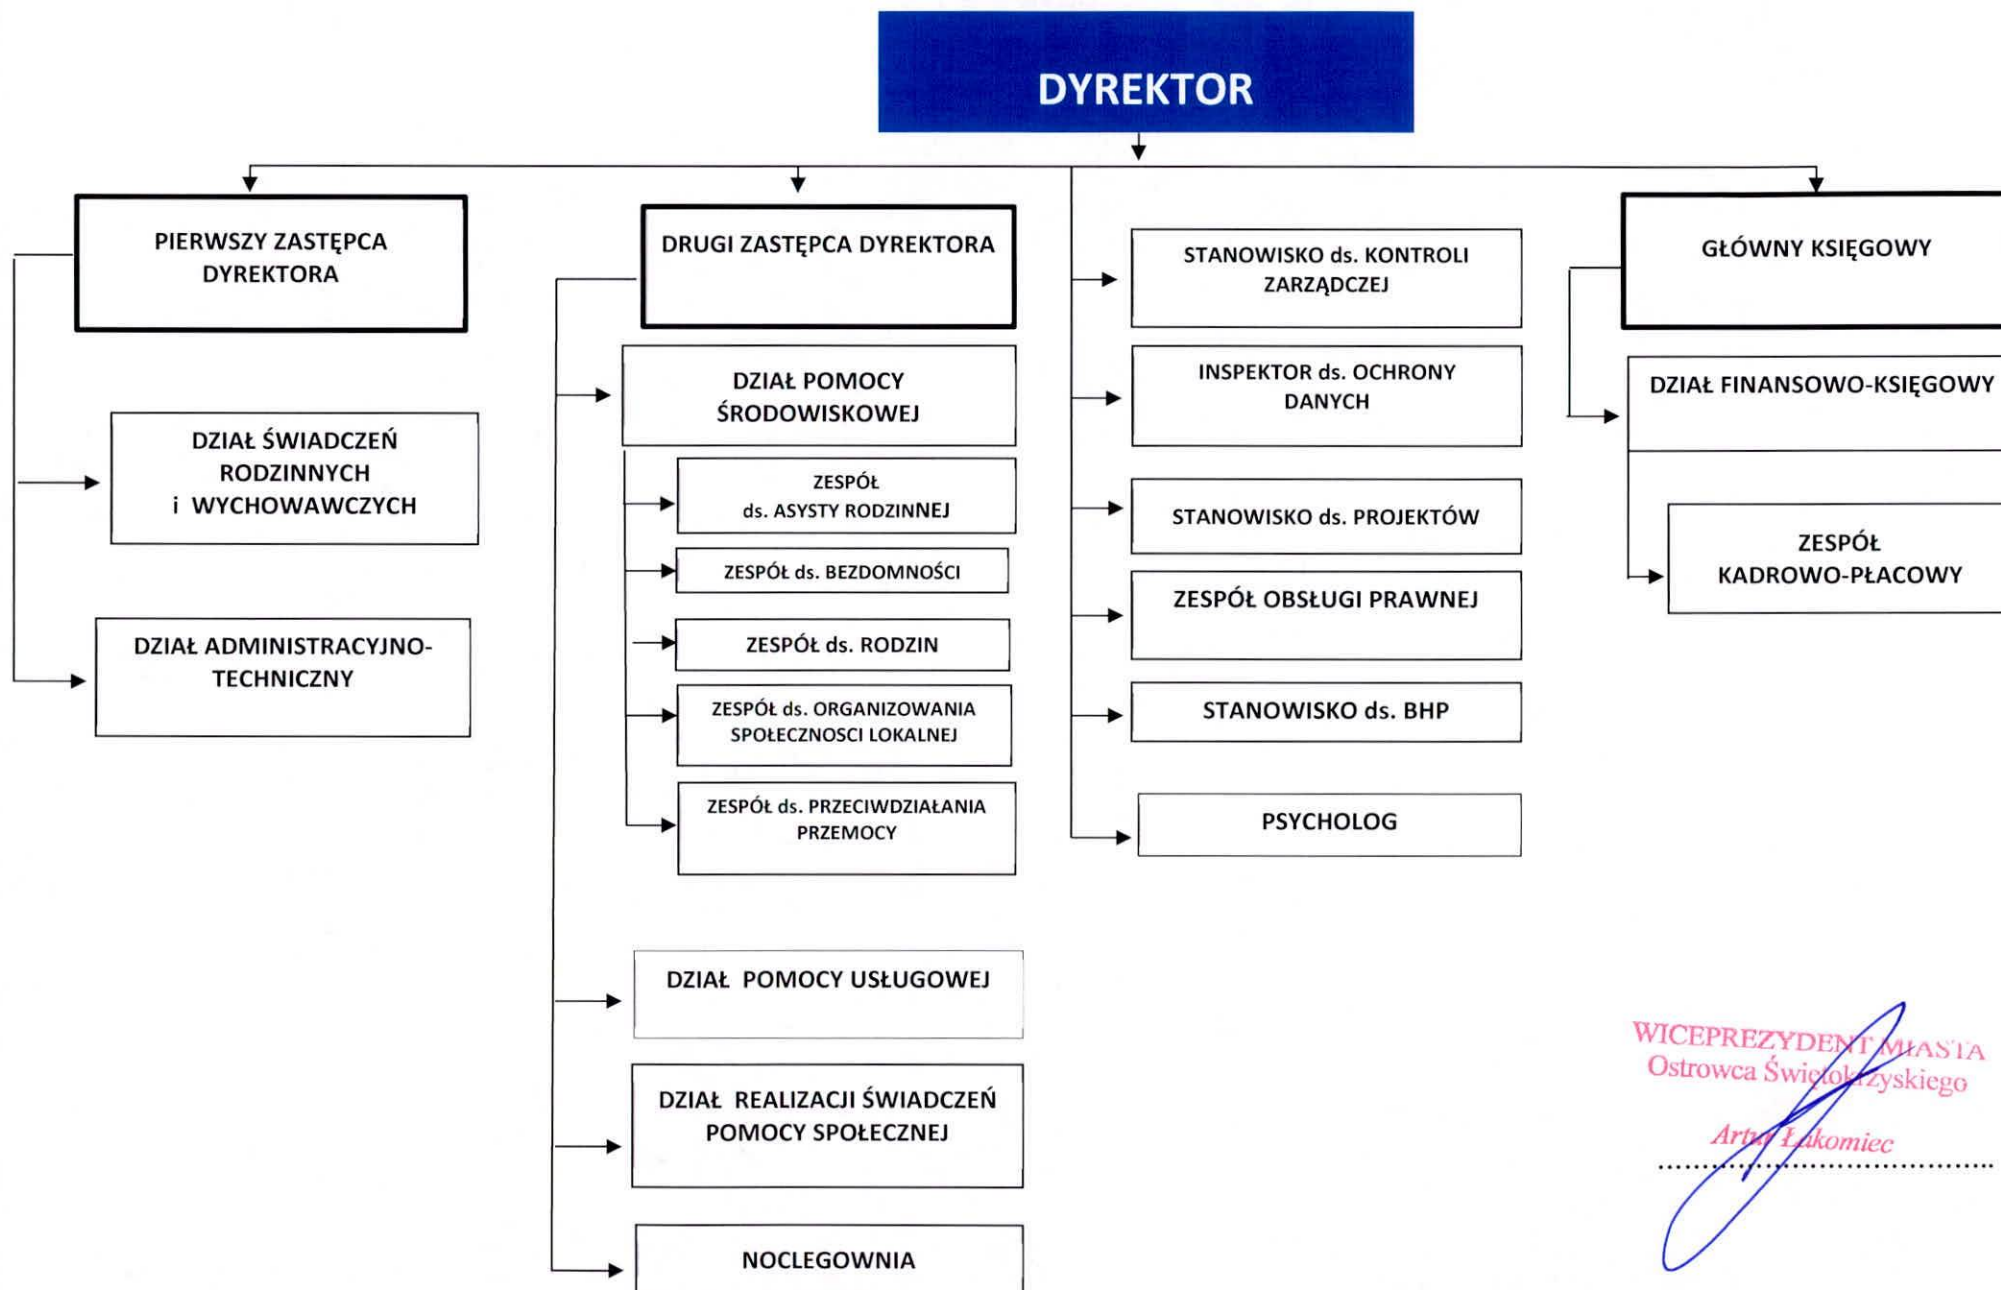 DYREKTOR
PIERWSZY ZASTĘPCA
DYREKTORA
DZIAŁ ŚWIADCZEŃ
RODZINNYCH
i WYCHOWAWCZYCH
DZIAŁ ADMINISTRACYJNO-
TECHNICZNY
DRUGI ZASTĘPCA DYREKTORA
DZIAŁ POMOCY
ŚRODOWISKOWEJ
ZESPÓŁ
ds. ASYSTY RODZINNEJ
ZESPÓŁ ds. BEZDOMNOŚCI
ZESPÓŁ ds. RODZIN
ZESPÓŁ ds. ORGANIZOWANIA
SPOŁECZNOSCI LOKALNEJ
ZESPÓŁ ds. PRZECIWDZIAŁANIA
PRZEMOCY
DZIAŁ POMOCY USŁUGOWEJ
DZIAŁ REALIZACJI ŚWIADCZEŃ
POMOCY SPOŁECZNEJ
NOCLEGOWNIA
STANOWISKO ds. KONTROLI
ZARZĄDCZEJ
INSPEKTOR ds. OCHRONY
DANYCH
STANOWISKO ds. PROJEKTÓW
ZESPÓŁ OBSŁUGI PRAWNEJ
STANOWISKO ds. BHP
PSYCHOLOG
GŁÓWNY KSIĘGOWY
DZIAŁ FINANSOWO-KSIĘGOWY
ZESPÓŁ
KADROWO-PŁACOWY
WICEPREZYDENT MIASTA
Ostrowca Świętokrzyskiego
Artur Łakomiec